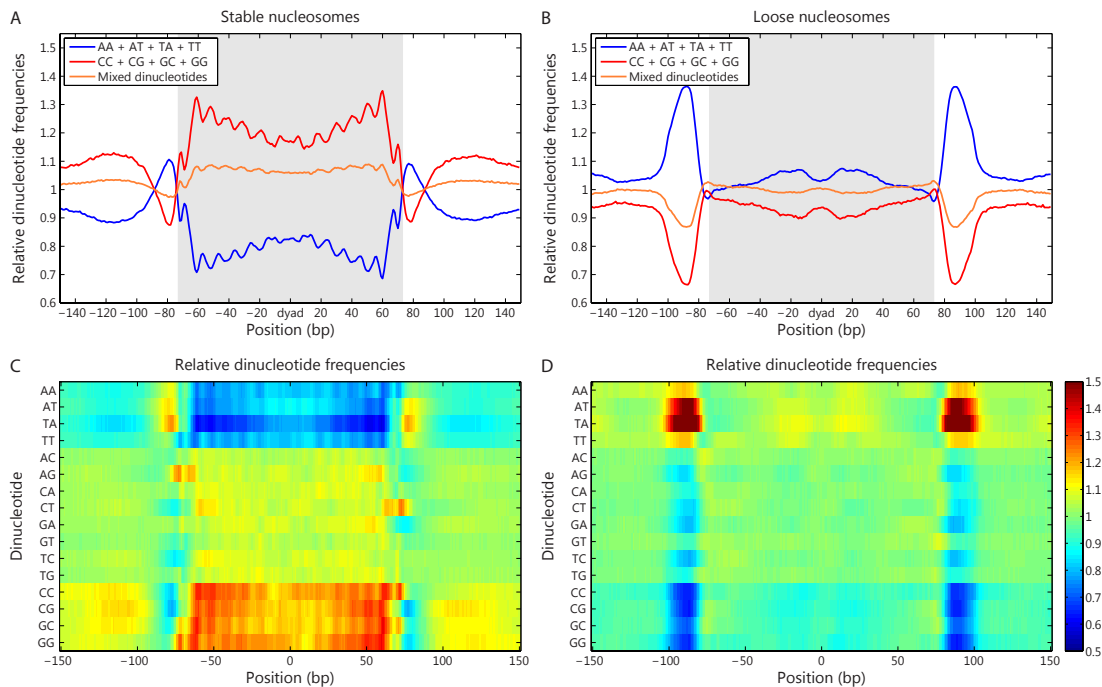 A
Stable nucleosomes
Relative dinucleotide frequencies
1.5
1.4
1.3
1.2
1.1
1.0
0.9
0.8
0.7
0.6
AA + AT + TA + TT
CC + CG + GC + GG
Mixed dinucleotides
−140 −120 −100 −80 −60 −40 −20 dyad 20 40 60 80 100 120 140
Position (bp)
B
Loose nucleosomes
Relative dinucleotide frequencies
1.5
1.4
1.3
1.2
1.1
1.0
0.9
0.8
0.7
0.6
AA + AT + TA + TT
CC + CG + GC + GG
Mixed dinucleotides
−140 −120 −100 −80 −60 −40 −20 dyad 20 40 60 80 100 120 140
Position (bp)
C
Relative dinucleotide frequencies
Dinucleotide
AA
AT
TA
TT
AC
AG
CA
CT
GA
GT
TC
TG
CC
CG
GC
GG
−150 −100 −50 0 50 100 150
Position (bp)
D
Relative dinucleotide frequencies
Dinucleotide
AA
AT
TA
TT
AC
AG
CA
CT
GA
GT
TC
TG
CC
CG
GC
GG
−150 −100 −50 0 50 100 150
Position (bp)
1.5
1.4
1.3
1.2
1.1
1
0.9
0.8
0.7
0.6
0.5